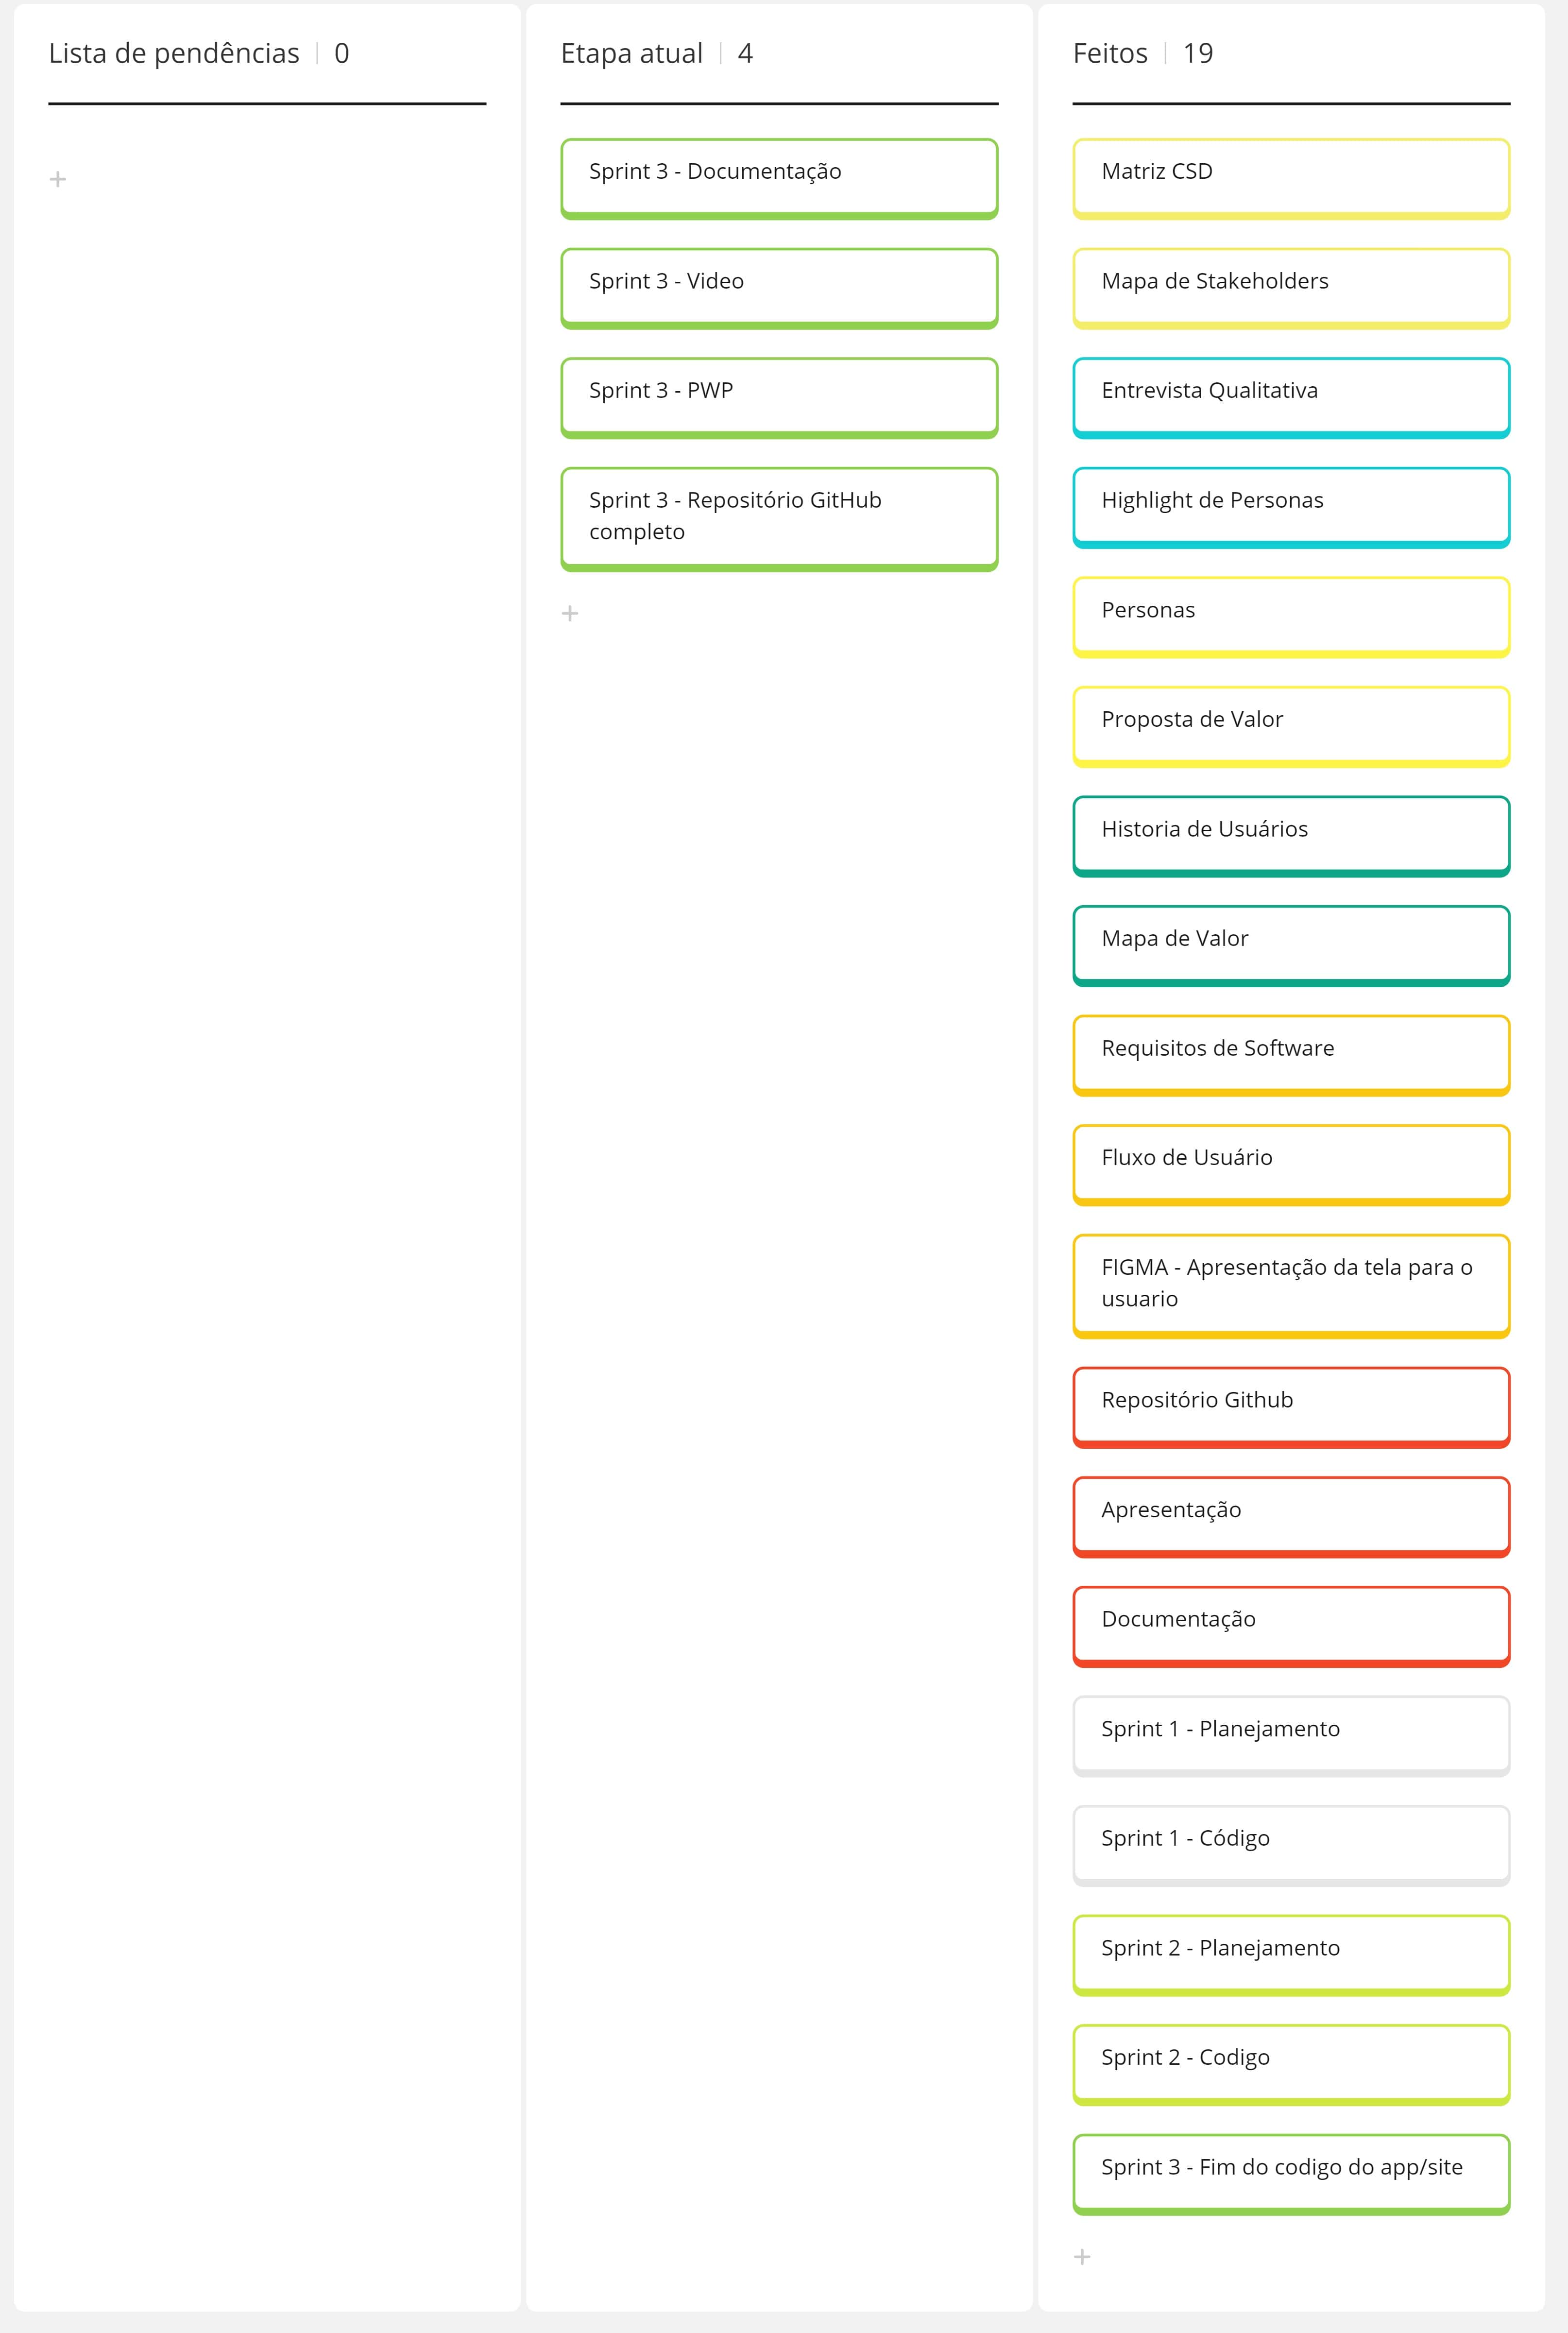 Lista de pendências | 0
+
Etapa atual | 4
Sprint 3 - Documentação
Sprint 3 - Video
Sprint 3 - PWP
Sprint 3 - Repositório GitHub
completo
+
Feitos | 19
Matriz CSD
Mapa de Stakeholders
Entrevista Qualitativa
Highlight de Personas
Personas
Proposta de Valor
Historia de Usuários
Mapa de Valor
Requisitos de Software
Fluxo de Usuário
FIGMA - Apresentação da tela para o
usuario
Repositório Github
Apresentação
Documentação
Sprint 1 - Planejamento
Sprint 1 - Código
Sprint 2 - Planejamento
Sprint 2 - Codigo
Sprint 3 - Fim do codigo do app/site
+